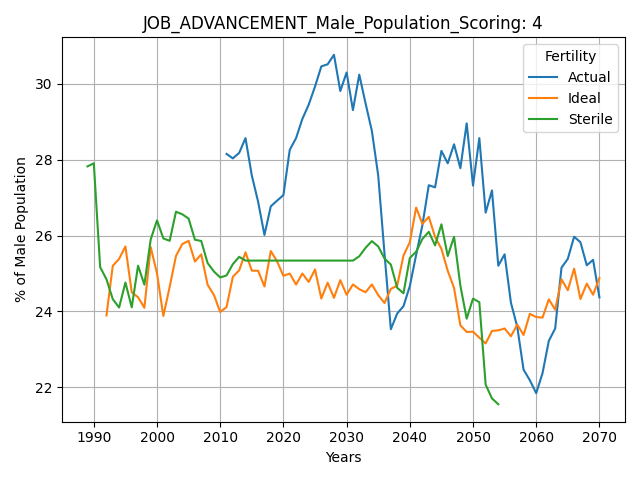 JOB_ADVANCEMENT_Male_Population_Scoring: 4
Fertility
Actual
Ideal
Sterile
% of Male Population
30
28
26
24
22
1990 2000 2010 2020 2030 2040 2050 2060 2070
Years